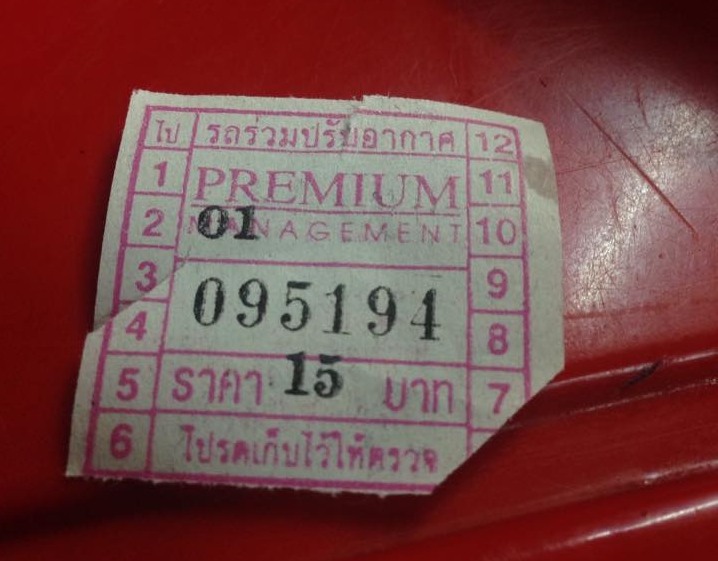 ไป รถร่วมปรับอากาศ 12
1 PREMIUM 11
2 01 MANAGEMENT 10
3 9
095194
4 8
5 ราคา 15 บาท 7
6 โปรดเก็บไว้ให้ตรวจ